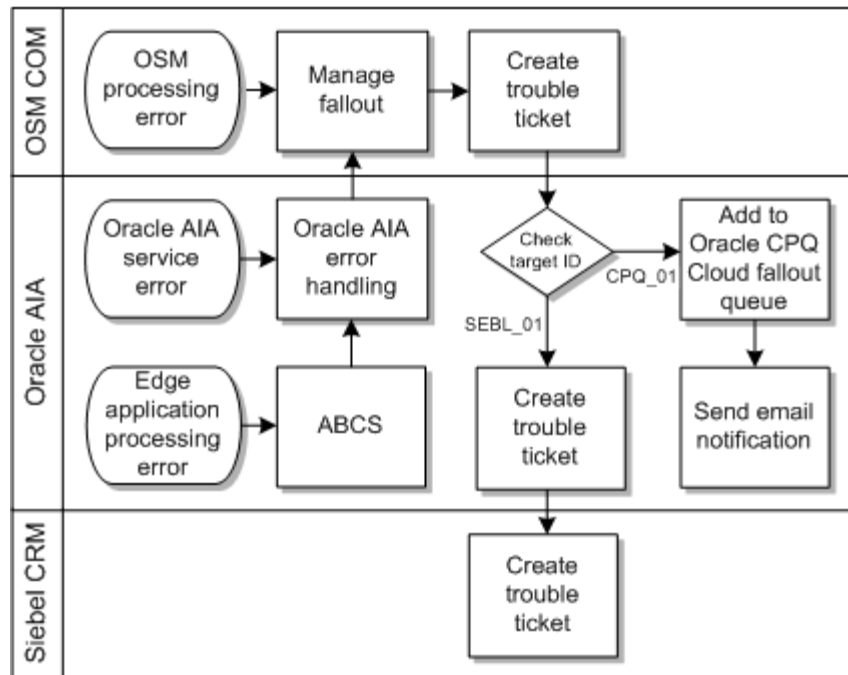 OSM COM
OSM
processing
error
Manage
fallout
Create
trouble
ticket
Oracle AIA
Oracle AIA
service
error
Oracle AIA
error
handling
Check
target ID
CPQ_01
SEBL_01
Add to
Oracle CPQ
Cloud fallout
queue
Edge
application
processing
error
ABCS
Create
trouble
ticket
Send email
notification
Siebel CRM
Create
trouble
ticket